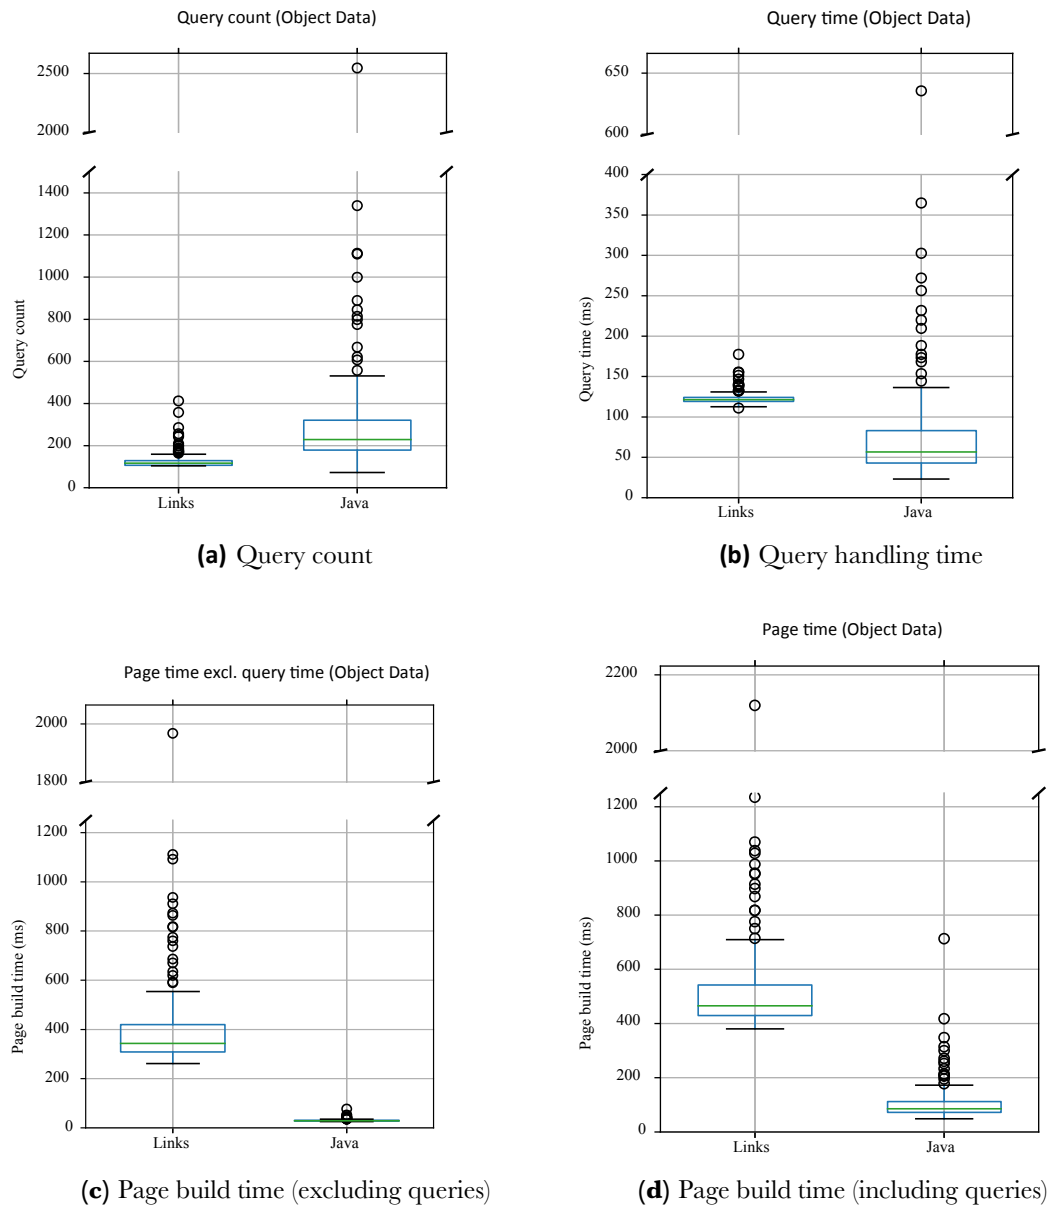 Query count (Object Data)
2500
2000
1400
1200
1000
800
600
400
200
0
Query count
Links
Java
(a) Query count
Query time (Object Data)
650
600
400
350
300
250
200
150
100
50
0
Query time (ms)
Links
Java
(b) Query handling time
Page time excl. query time (Object Data)
2000
1800
1200
1000
800
600
400
200
0
Page build time (ms)
Links
Java
(c) Page build time (excluding queries)
Page time (Object Data)
2200
2000
1200
1000
800
600
400
200
0
Page build time (ms)
Links
Java
(d) Page build time (including queries)